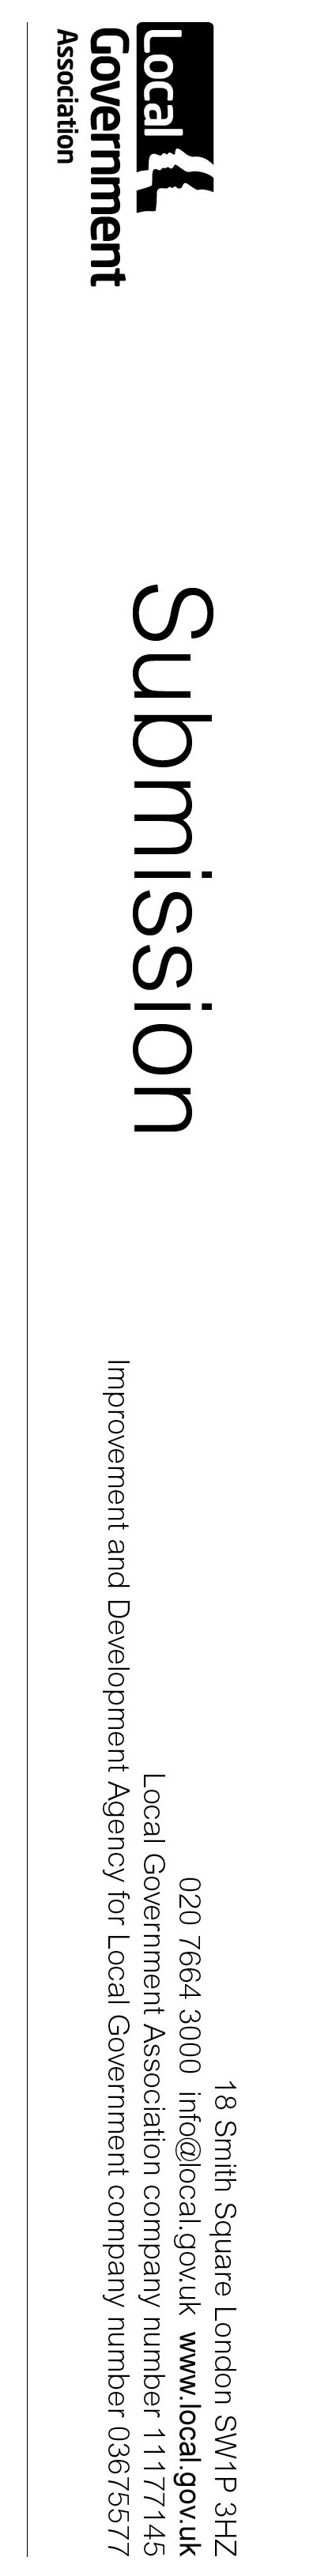 Local
Government
Association
Submission
18 Smith Square London SW1P 3HZ
020 7664 3000 info@local.gov.uk www.local.gov.uk
Local Government Association company number 11177145
Improvement and Development Agency for Local Government company number 03675577